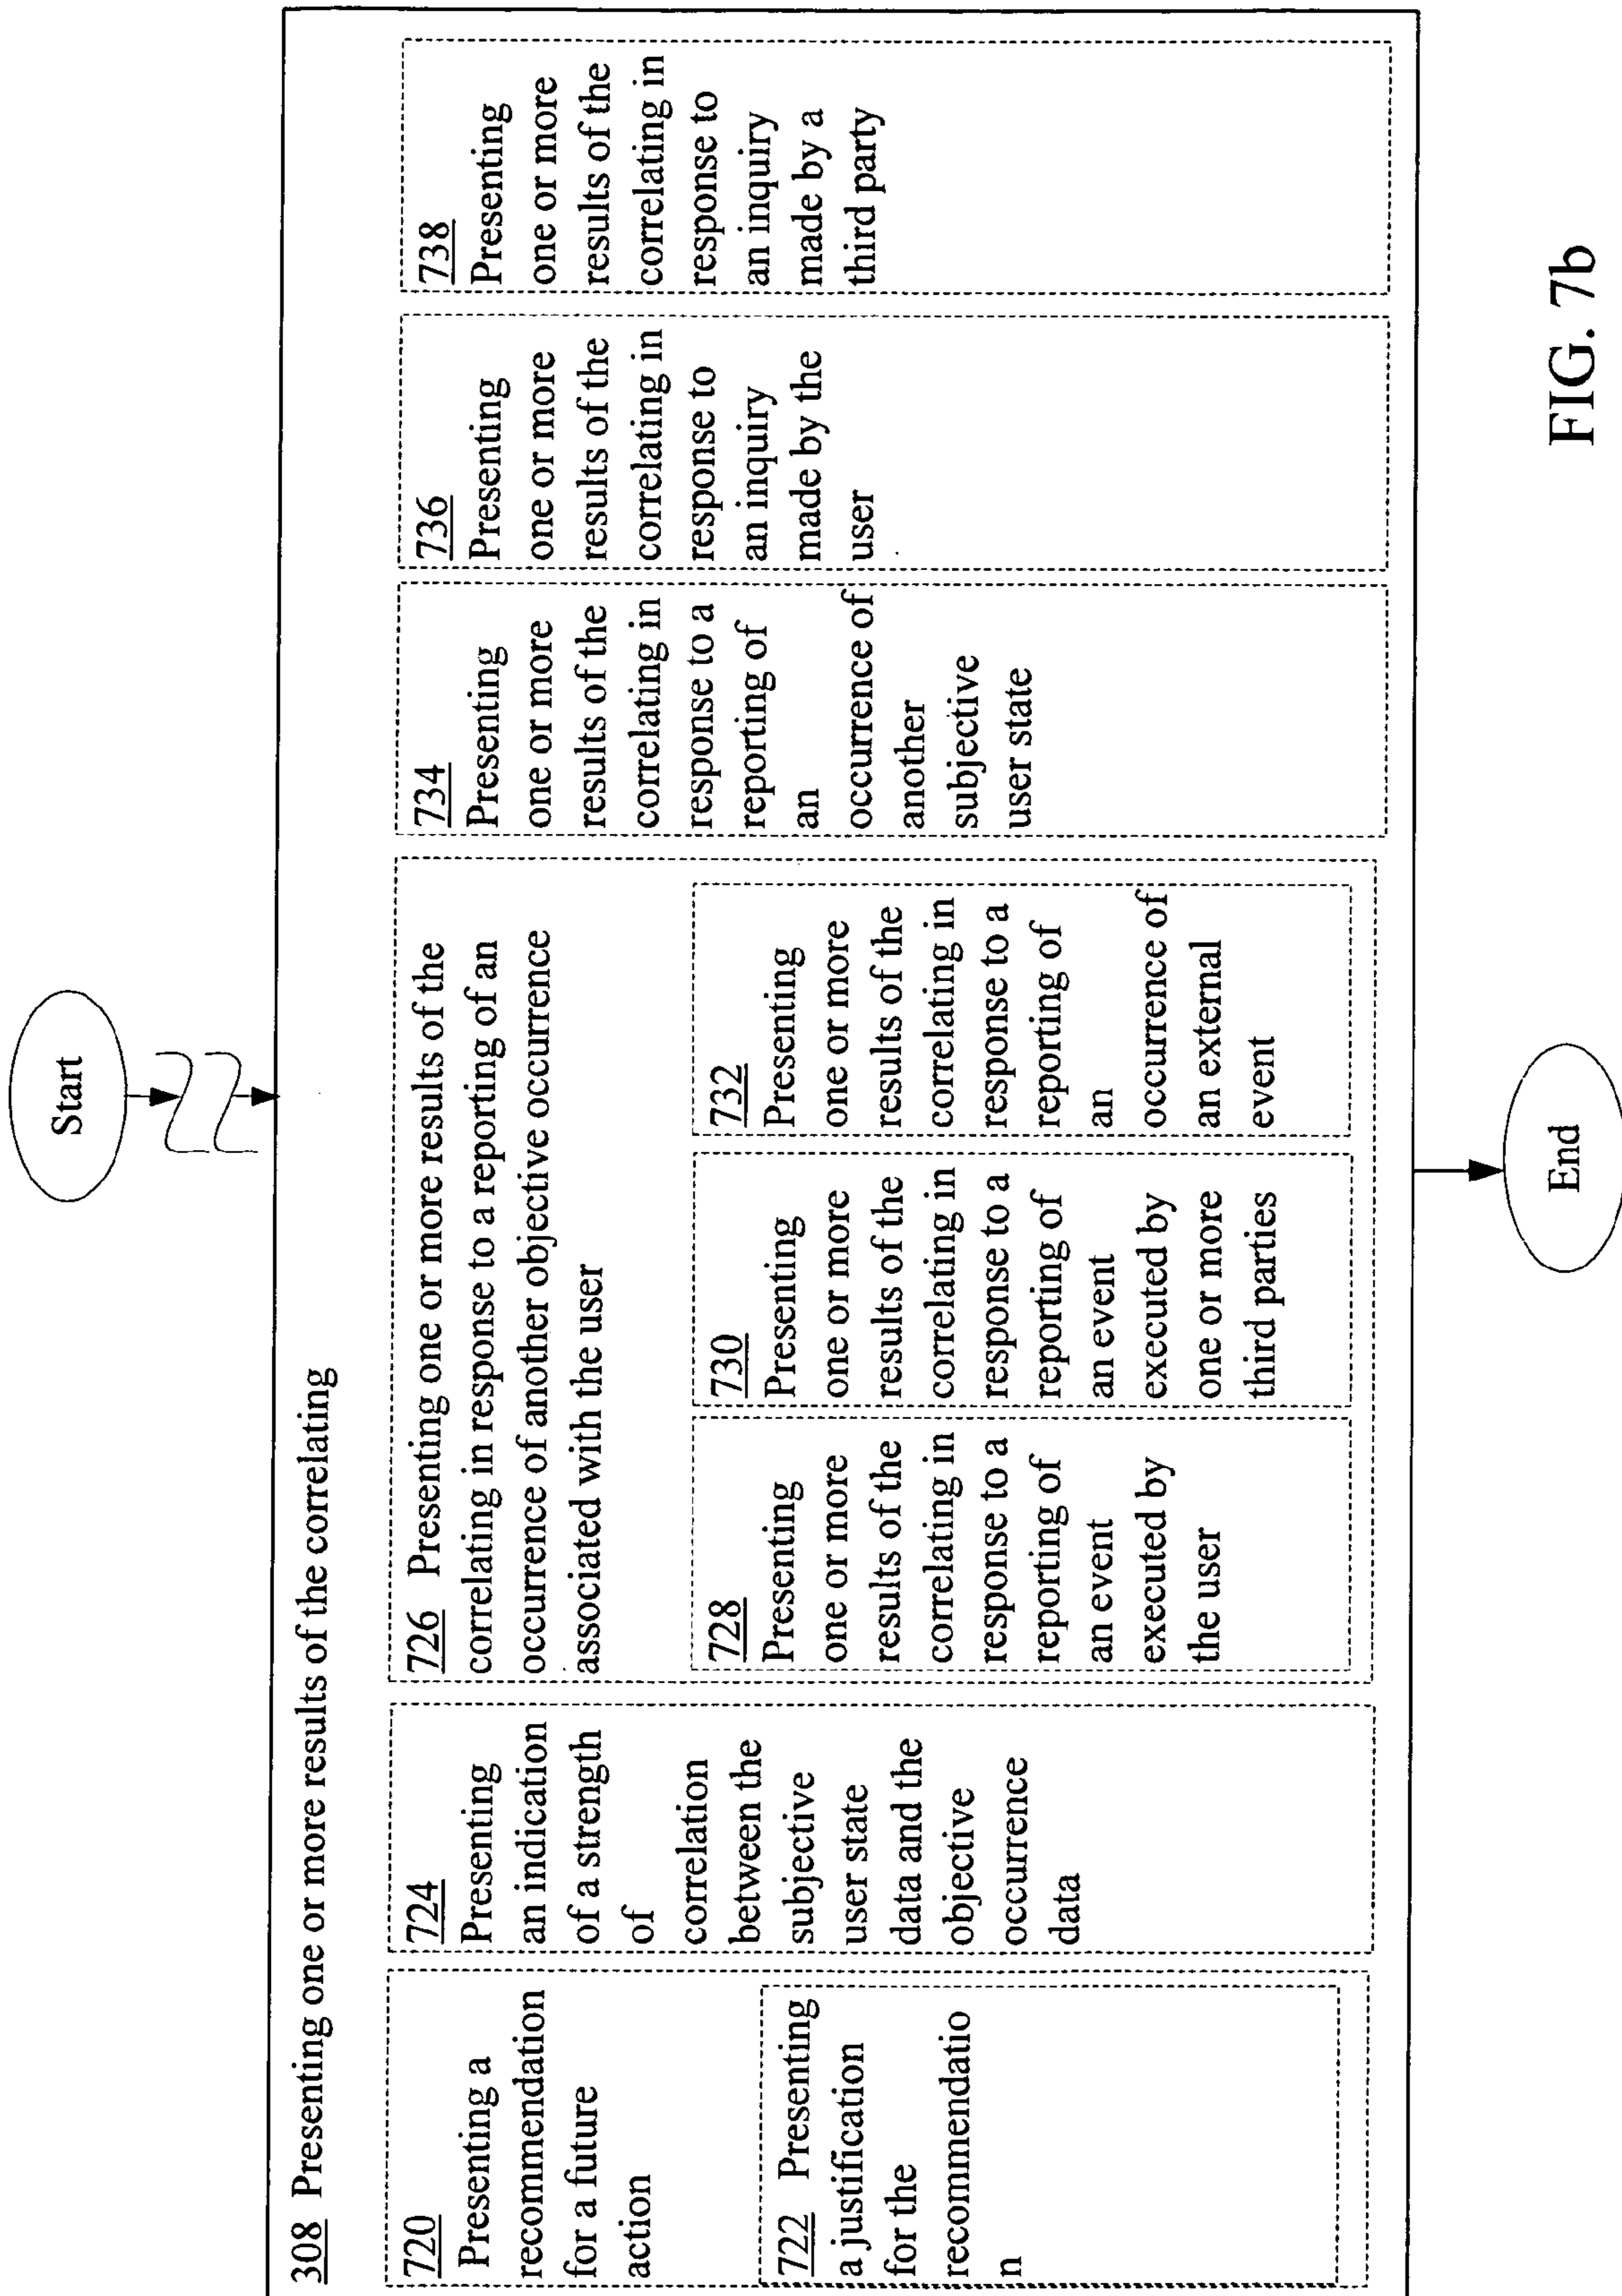 Start
308 Presenting one or more results of the correlating
720
Presenting a
recommendation
for a future
action
722 Presenting
a justification
for the
recommendatio
n
724
Presenting
an indication
of a strength
of
correlation
between the
subjective
user state
data and the
objective
occurrence
data
726 Presenting one or more results of the
correlating in response to a reporting of an
occurrence of another objective occurrence
associated with the user
728
Presenting
one or more
results of the
correlating in
response to a
reporting of
an event
executed by
the user
730
Presenting
one or more
results of the
correlating in
response to a
reporting of
an event
executed by
one or more
third parties
732
Presenting
one or more
results of the
correlating in
response to a
reporting of
an
occurrence of
an external
event
734
Presenting
one or more
results of the
correlating in
response to a
reporting of
an
occurrence of
another
subjective
user state
736
Presenting
one or more
results of the
correlating in
response to
an inquiry
made by the
user
738
Presenting
one or more
results of the
correlating in
response to
an inquiry
made by a
third party
End
FIG. 7b